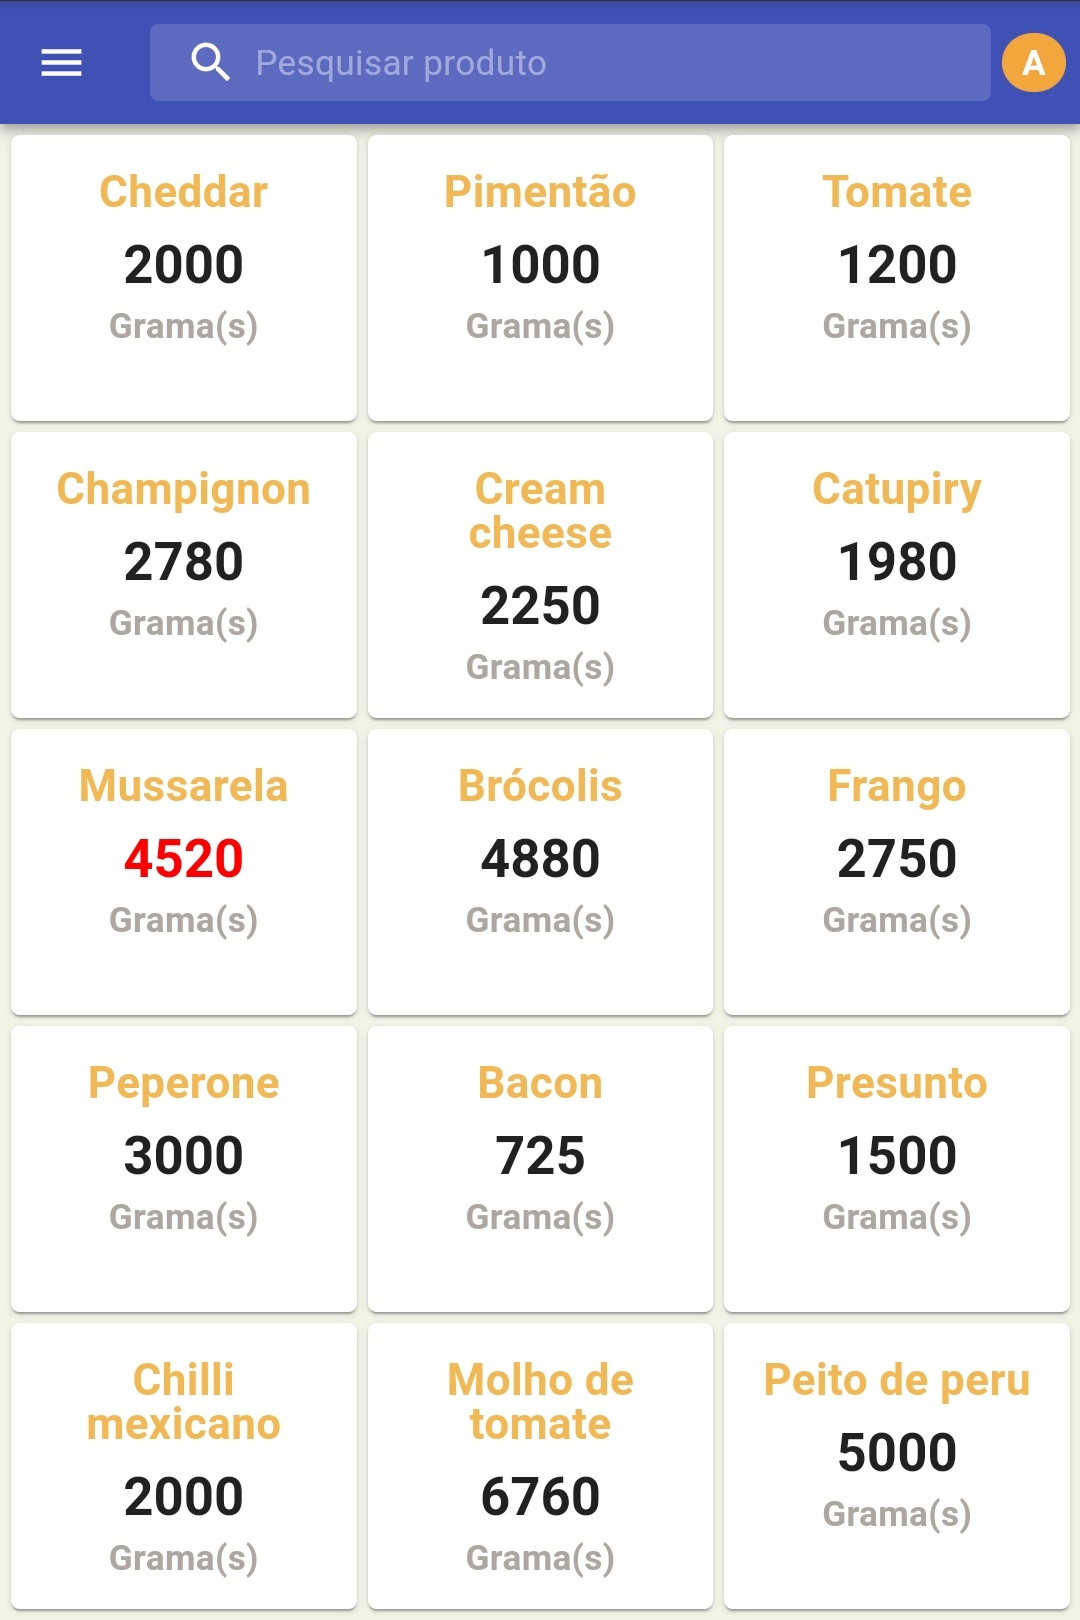 Pesquisar produto
A
Cheddar
2000
Grama(s)
Pimentão
1000
Grama(s)
Tomate
1200
Grama(s)
Champignon
2780
Grama(s)
Cream
cheese
2250
Grama(s)
Catupiry
1980
Grama(s)
Mussarela
4520
Grama(s)
Brócolis
4880
Grama(s)
Frango
2750
Grama(s)
Peperone
3000
Grama(s)
Bacon
725
Grama(s)
Presunto
1500
Grama(s)
Chilli
mexicano
2000
Grama(s)
Molho de
tomate
6760
Grama(s)
Peito de peru
5000
Grama(s)